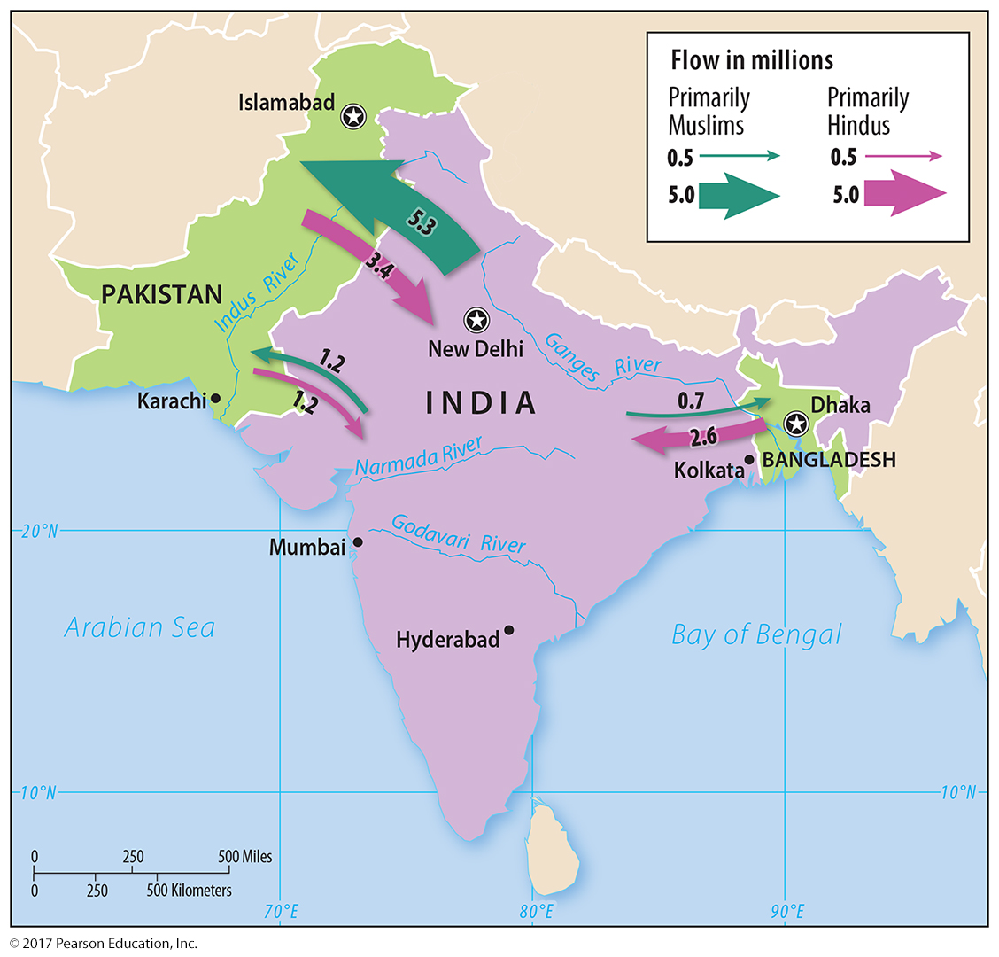 Flow in millions
Primarily
Muslims
0.5
5.0
Primarily
Hindus
0.5
5.0
Islamabad
5.3
3.4
PAKISTAN
Indus River
New Delhi
Ganges River
1.2
1.2
Karachi
INDIA
0.7
2.6
Dhaka
Kolkata
BANGLADESH
Narmada River
20°N
Godavari River
Mumbai
Arabian Sea
Hyderabad
Bay of Bengal
10°N
10°N
0 250 500 Miles
0 250 500 Kilometers
70°E
80°E
90°E
© 2017 Pearson Education, Inc.